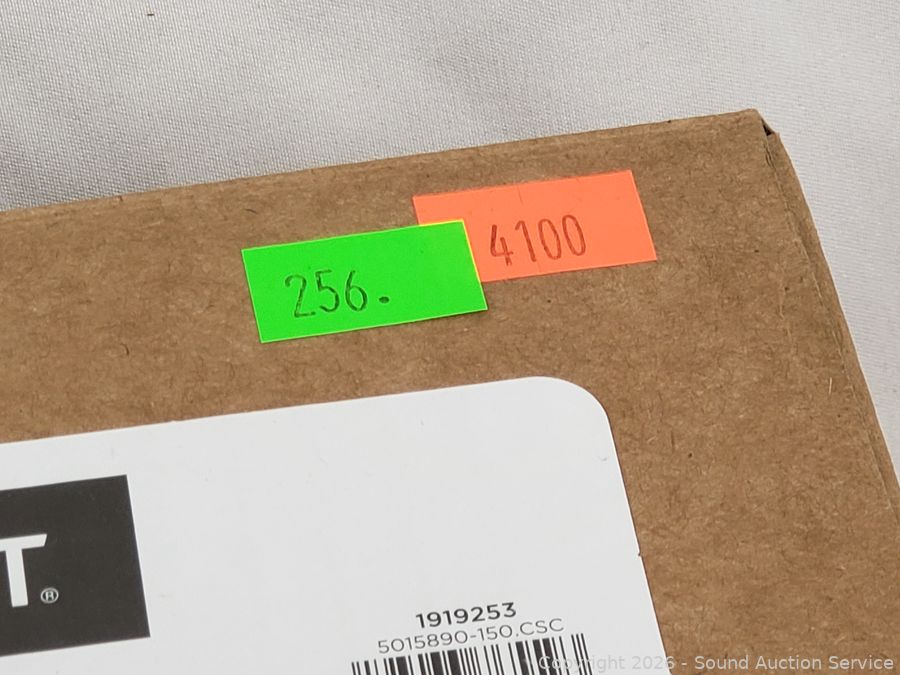 4100
256.
T®
1919253
5015890-150.CSC
Copyright 2026 - Sound Auction Service